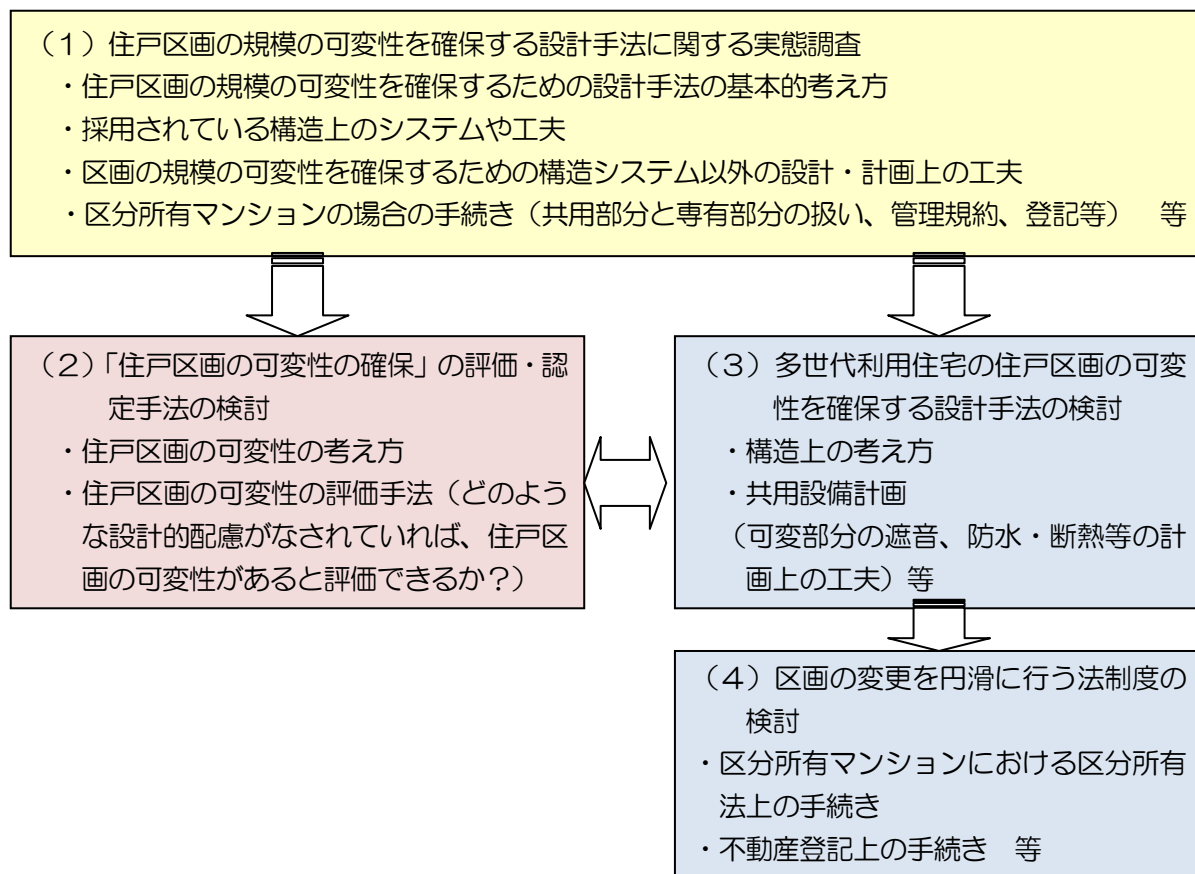 (1)住戸区画の規模の可変性を確保する設計手法に関する実態調査
・住戸区画の規模の可変性を確保するための設計手法の基本的考え方
・採用されている構造上のシステムや工夫
・区画の規模の可変性を確保するための構造システム以外の設計・計画上の工夫
・区分所有マンションの場合の手続き(共用部分と専有部分の扱い、管理規約、登記等) 等
(2)「住戸区画の可変性の確保」の評価・認
定手法の検討
・住戸区画の可変性の考え方
・住戸区画の可変性の評価手法(どのよう
な設計的配慮がなされていれば、住戸区
画の可変性があると評価できるか?)
(3)多世代利用住宅の住戸区画の可変
性を確保する設計手法の検討
・構造上の考え方
・共用設備計画
(可変部分の遮音、防水・断熱等の計
画上の工夫)等
(4)区画の変更を円滑に行う法制度の
検討
・区分所有マンションにおける区分所有
法上の手続き
・不動産登記上の手続き 等